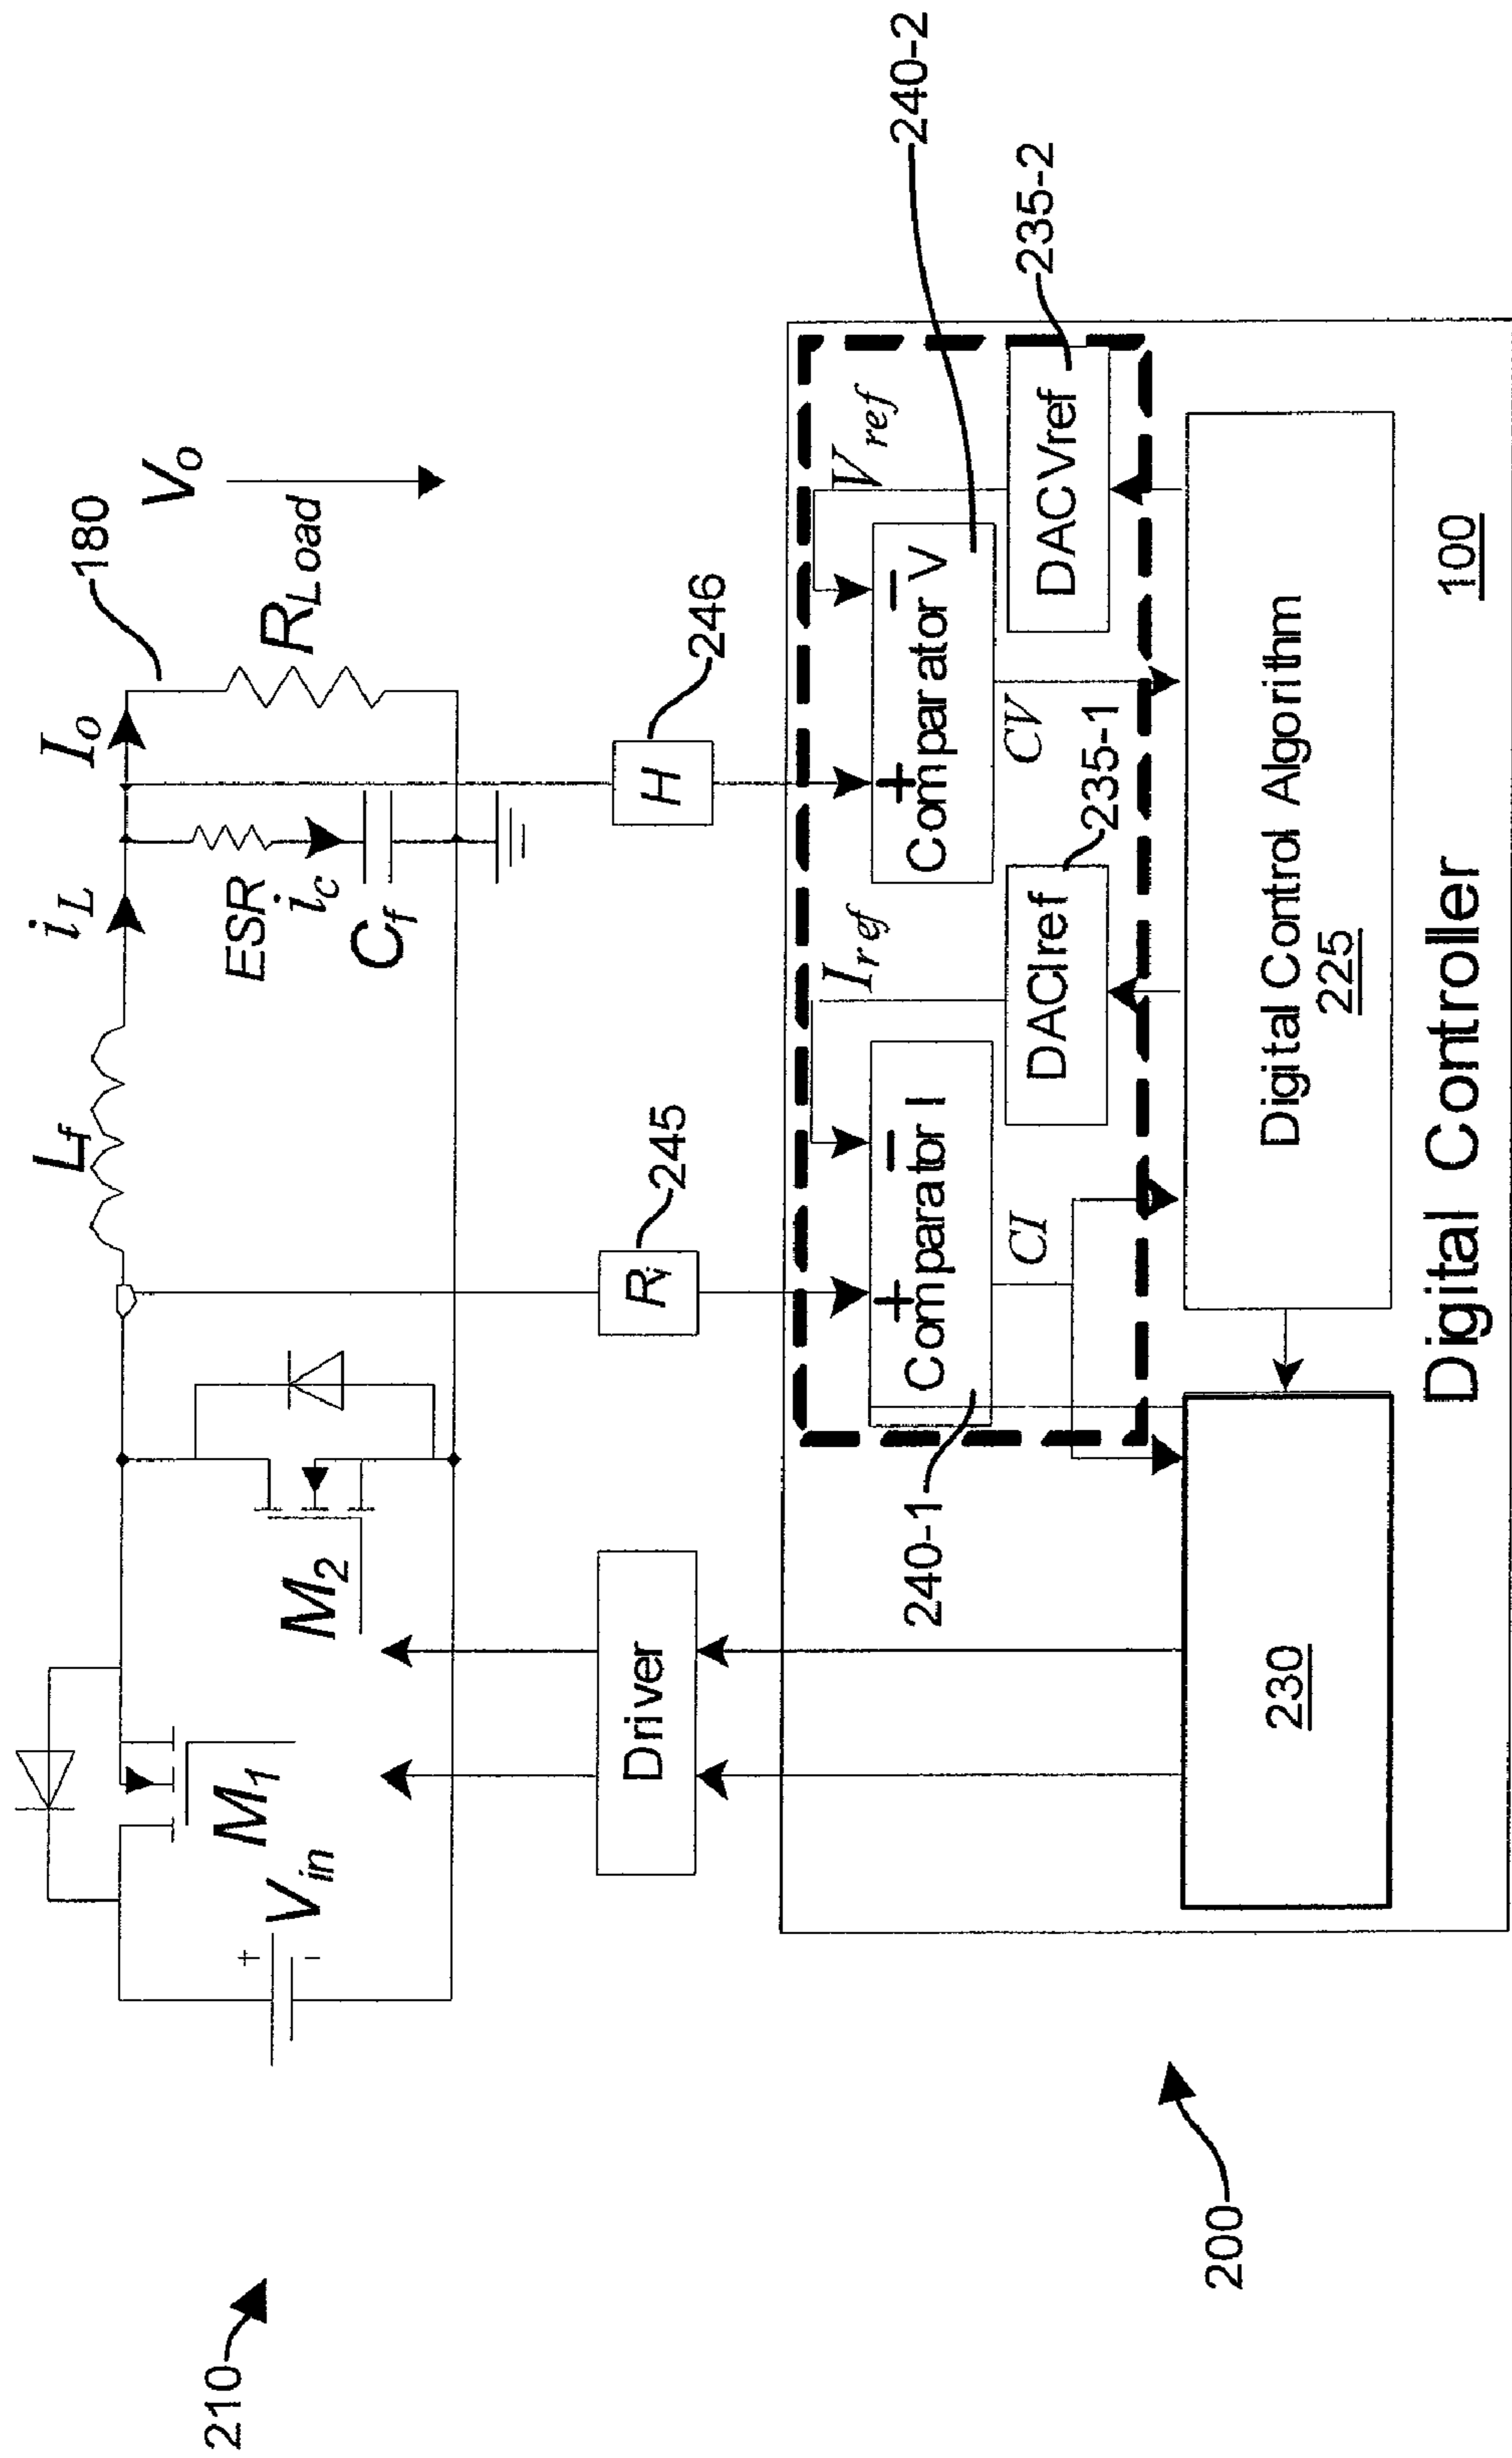 210
V_in
+
-
M_1
M_2
L_f
i_L
I_o
ESR
i_c
C_f
180
R_Load
V_o
Driver
R_i
245
H
246
I_ref
V_ref
+ −
Comparator I
+ −
Comparator V
240-1
240-2
CI
CV
DACIref
235-1
DACVref
235-2
230
Digital Control Algorithm
225
100
Digital Controller
200